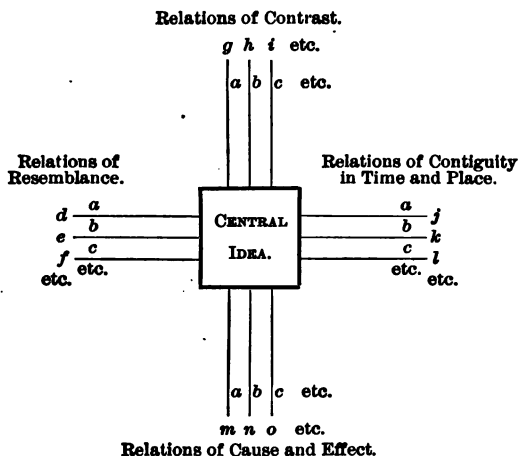 Relations of Contrast.
g h i etc.
a b c etc.
Relations of
Resemblance.
Relations of Contiguity
in Time and Place.
d a
e b
f c
etc. etc.
CENTRAL
IDEA.
a j
b k
c l
etc. etc.
a b c etc.
m n o etc.
Relations of Cause and Effect.